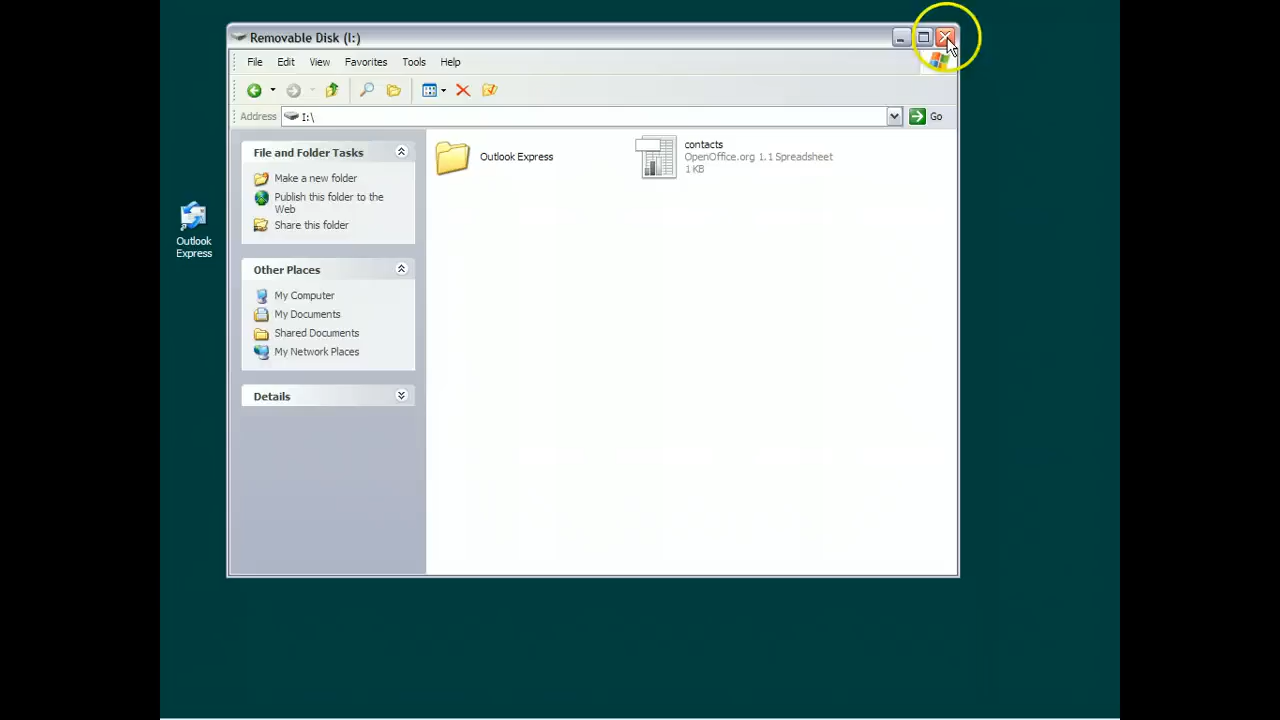 Removable Disk (I:)
File Edit View Favorites Tools Help
Address I:\ Go
File and Folder Tasks
Make a new folder
Publish this folder to the
Web
Share this folder
Other Places
My Computer
My Documents
Shared Documents
My Network Places
Details
Outlook Express
contacts
OpenOffice.org 1.1 Spreadsheet
1 KB
Outlook
Express